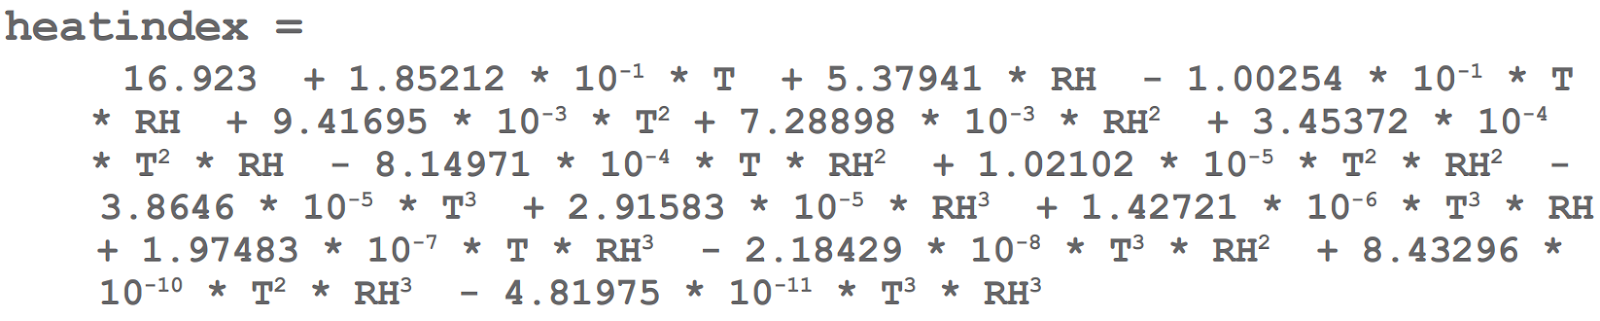 heatindex =
16.923 + 1.85212 * 10⁻¹ * T + 5.37941 * RH - 1.00254 * 10⁻¹ * T
* RH + 9.41695 * 10⁻³ * T² + 7.28898 * 10⁻³ * RH² + 3.45372 * 10⁻⁴
* T² * RH - 8.14971 * 10⁻⁴ * T * RH² + 1.02102 * 10⁻⁵ * T² * RH² -
3.8646 * 10⁻⁵ * T³ + 2.91583 * 10⁻⁵ * RH³ + 1.42721 * 10⁻⁶ * T³ * RH
+ 1.97483 * 10⁻⁷ * T * RH³ - 2.18429 * 10⁻⁸ * T³ * RH² + 8.43296 *
10⁻¹⁰ * T² * RH³ - 4.81975 * 10⁻¹¹ * T³ * RH³